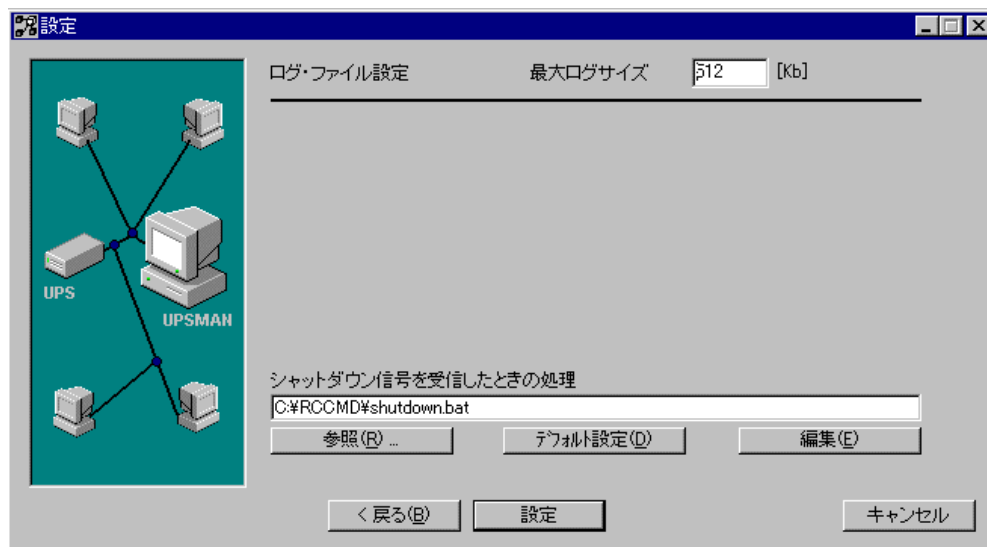 設定
ログ・ファイル設定 最大ログサイズ 512 [Kb]
UPS
UPSMAN
シャットダウン信号を受信したときの処理
C:¥RCCMD¥shutdown.bat
参照(R) ... デフォルト設定(D) 編集(E)
< 戻る(B) 設定 キャンセル